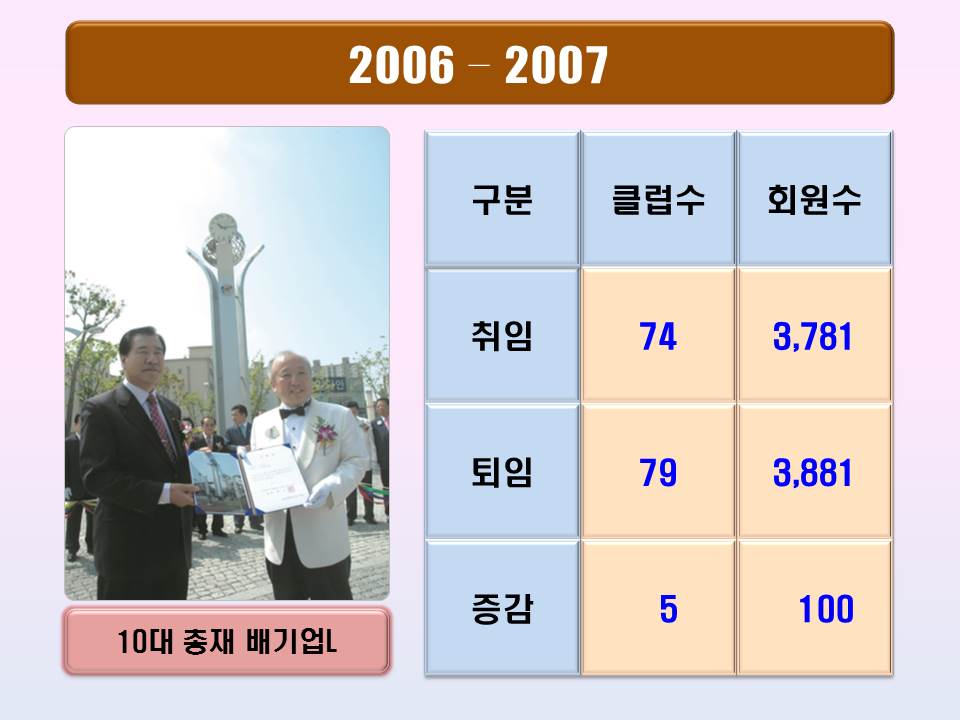 2006 – 2007
구분 클럽수 회원수
취임 74 3,781
퇴임 79 3,881
증감 5 100
10대 총재 배기업L